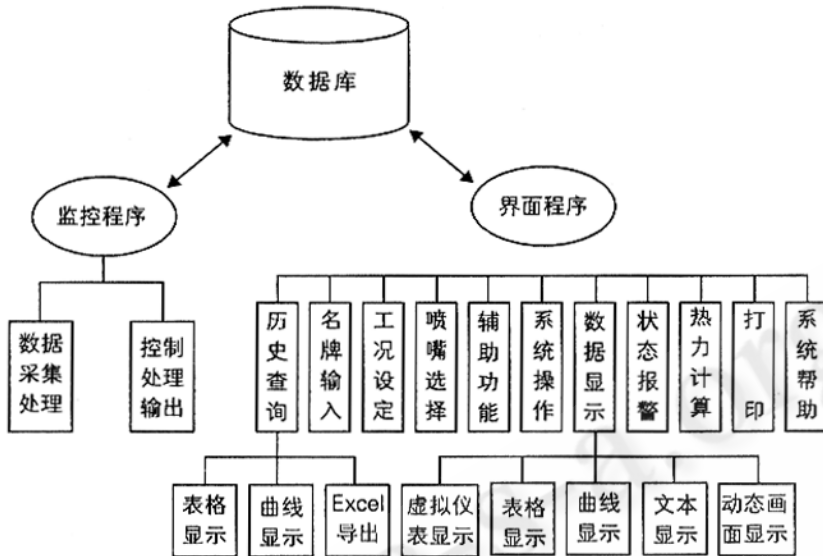 数据库
监控程序
界面程序
数据
采集
处理
控制
处理
输出
历史查询
名牌输入
工况设定
喷嘴选择
辅助功能
系统操作
数据显示
状态报警
热力计算
打印
系统帮助
表格
显示
曲线
显示
Excel
导出
虚拟仪
表显示
表格
显示
曲线
显示
文本
显示
动态画
面显示